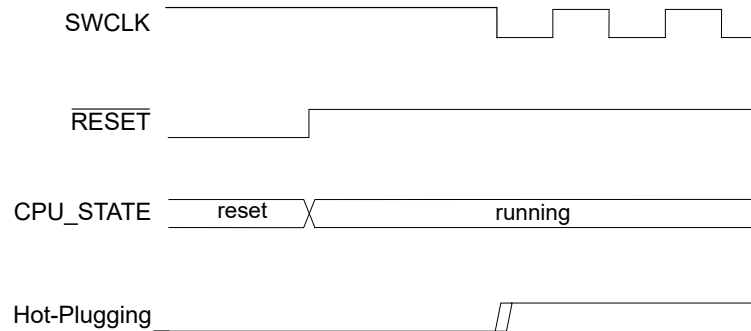 SWCLK
RESET
CPU_STATE
reset
running
Hot-Plugging